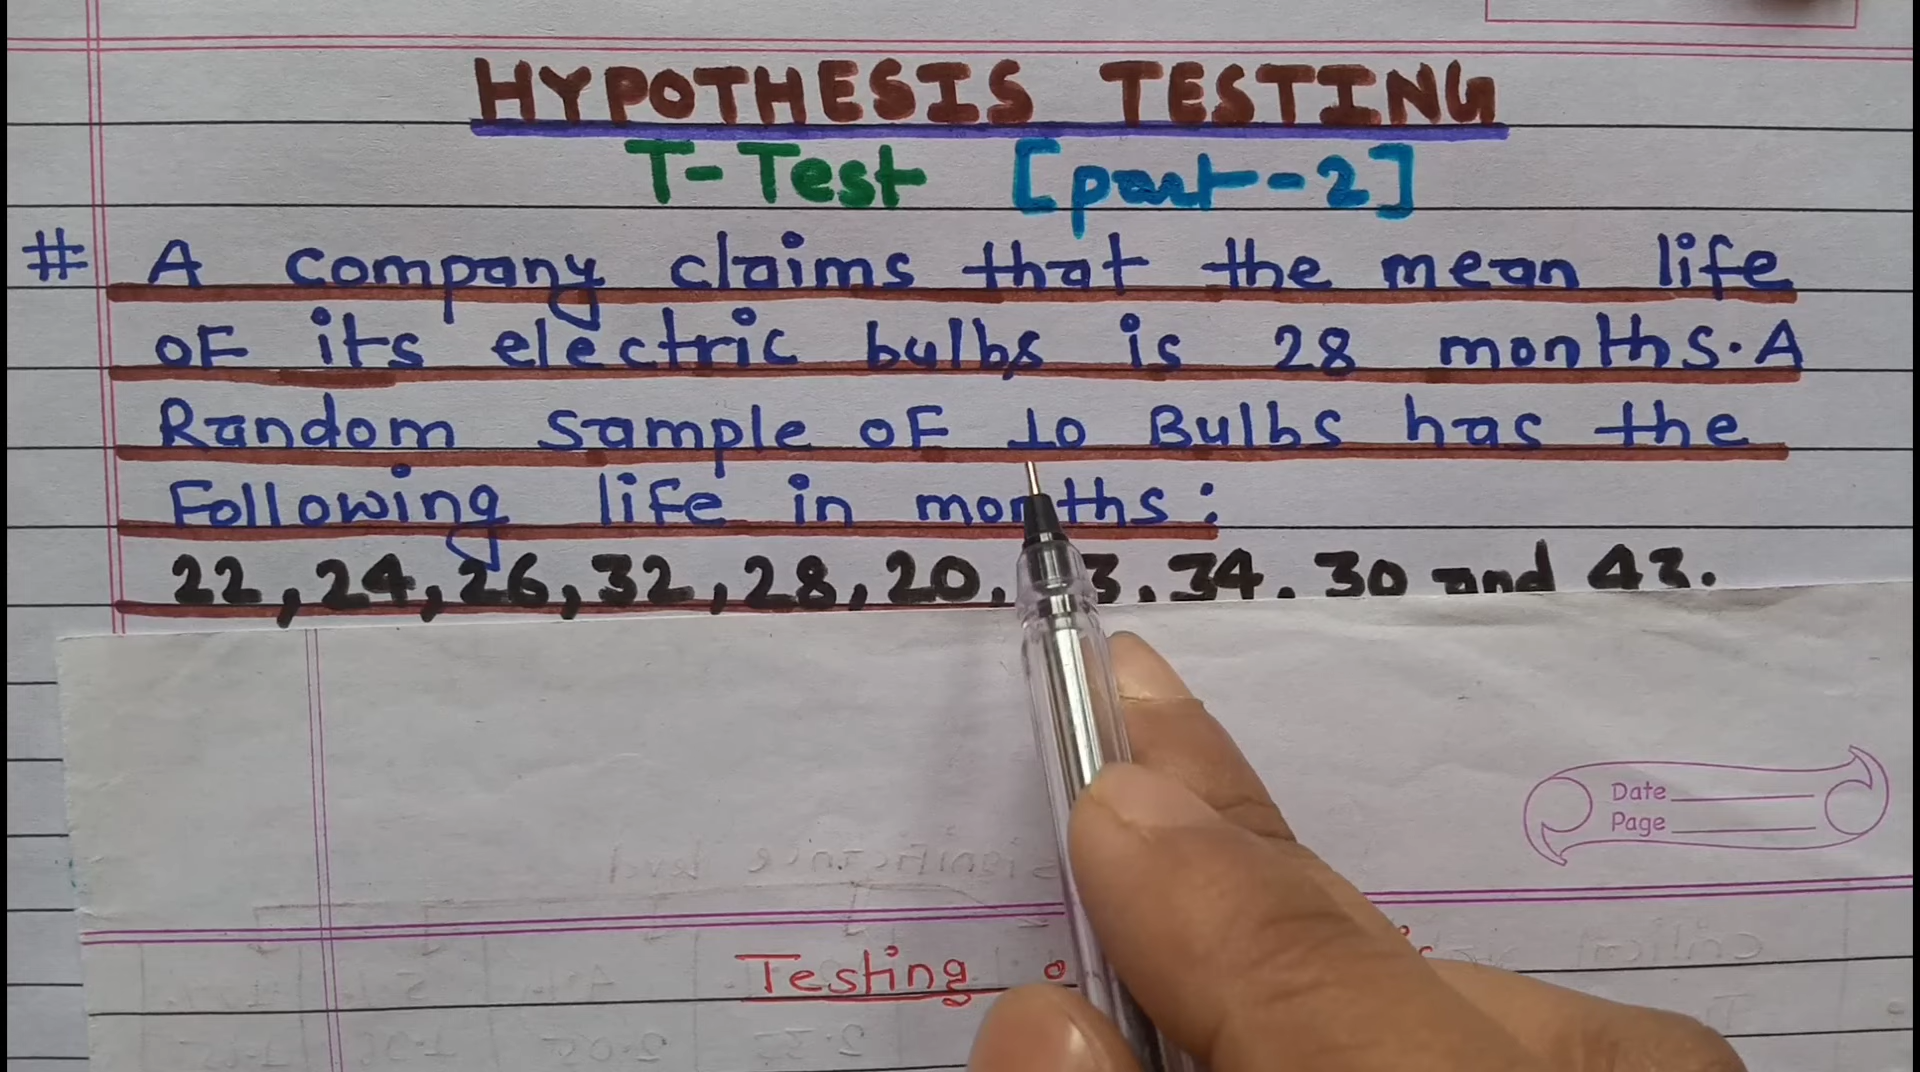 HYPOTHESIS TESTING
T-Test [part-2]
# A company claims that the mean life
OF its electric bulbs is 28 months. A
Random sample OF 10 Bulbs has the
Following life in months:
22, 24, 26, 32, 28, 20, 3, 34, 30 and 43.
Date
Page
Testing